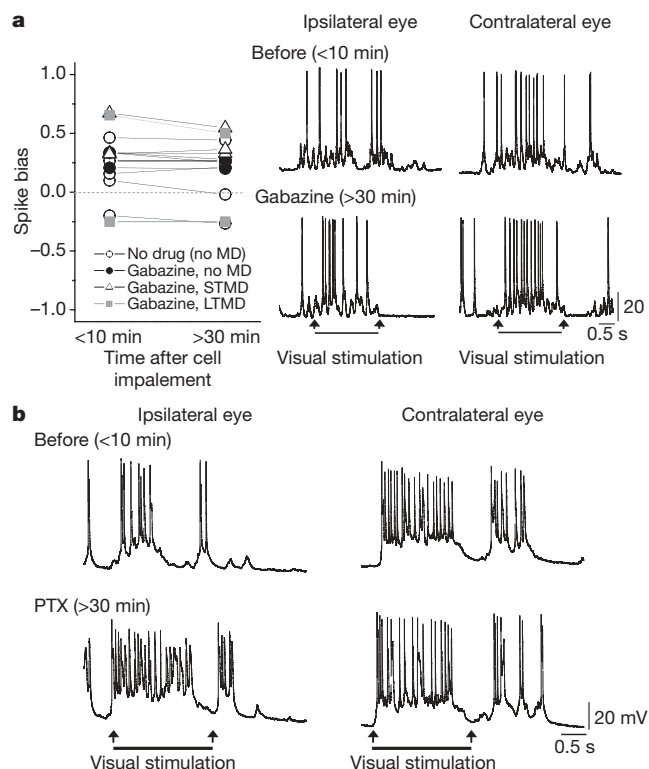 a
Ipsilateral eye
Contralateral eye
Before (<10 min)
1.0
0.5
0.0
−0.5
−1.0
Spike bias
No drug (no MD)
Gabazine, no MD
Gabazine, STMD
Gabazine, LTMD
<10 min
>30 min
Time after cell
impalement
Gabazine (>30 min)
20
0.5 s
Visual stimulation
Visual stimulation
b
Ipsilateral eye
Contralateral eye
Before (<10 min)
PTX (>30 min)
20 mV
0.5 s
Visual stimulation
Visual stimulation